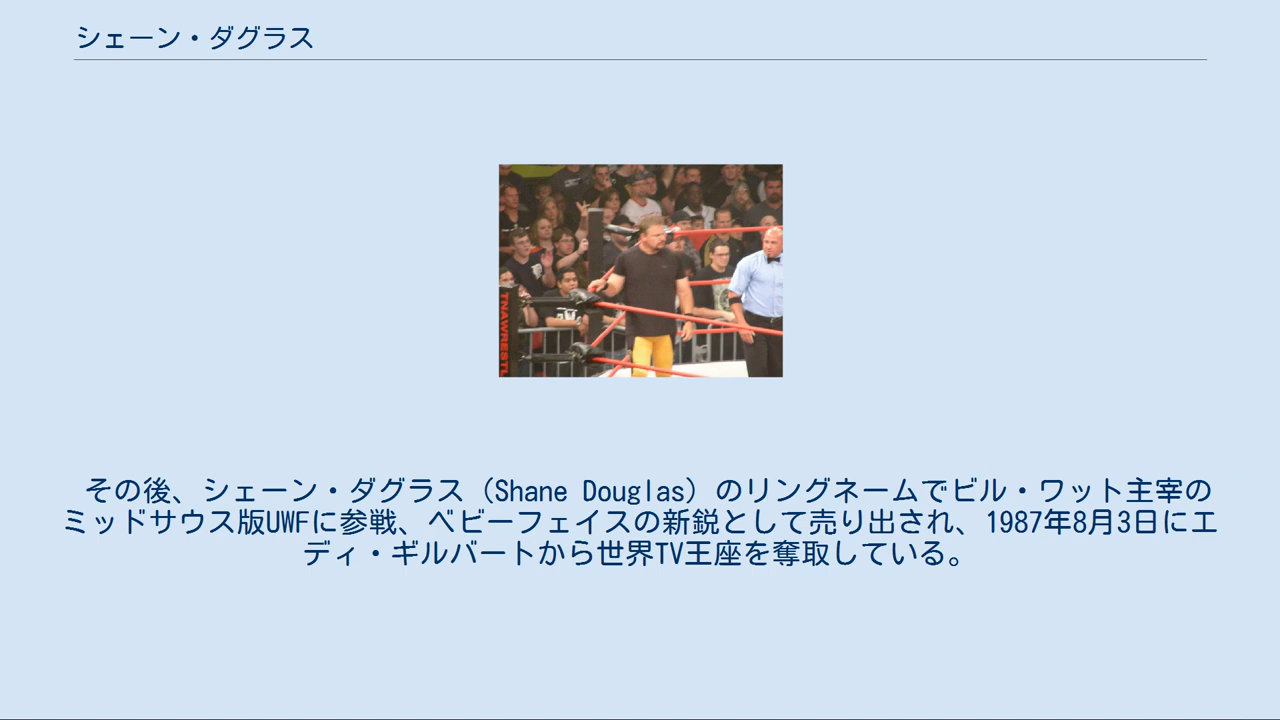 シェーン・ダグラス
TNAWRESTL
その後、シェーン・ダグラス（Shane Douglas）のリングネームでビル・ワット主宰の
ミッドサウス版UWFに参戦、ベビーフェイスの新鋭として売り出され、1987年8月3日にエ
ディ・ギルバートから世界TV王座を奪取している。